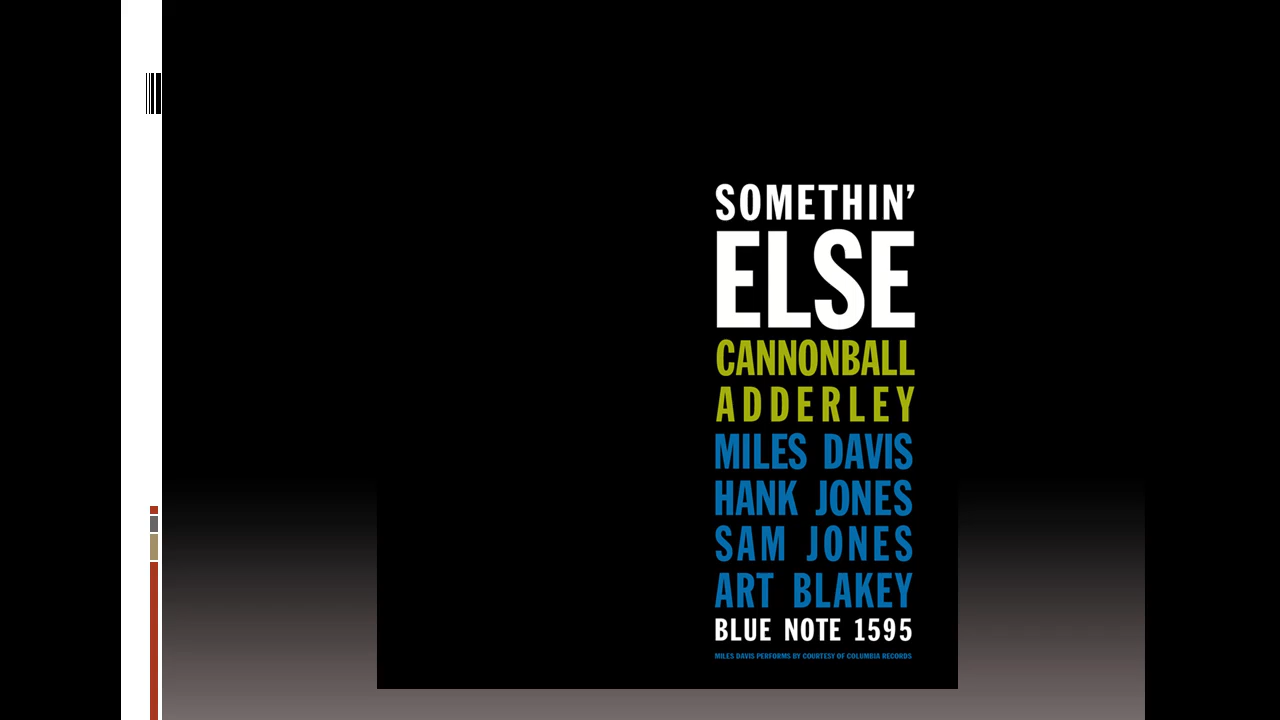 SOMETHIN’
ELSE
CANNONBALL
ADDERLEY
MILES DAVIS
HANK JONES
SAM JONES
ART BLAKEY
BLUE NOTE 1595
MILES DAVIS PERFORMS BY COURTESY OF COLUMBIA RECORDS